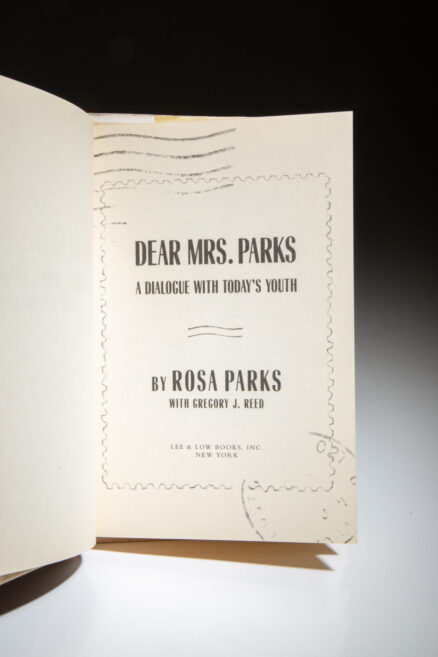 DEAR MRS. PARKS
A DIALOGUE WITH TODAY'S YOUTH
BY ROSA PARKS
WITH GREGORY J. REED
LEE & LOW BOOKS, INC.
NEW YORK